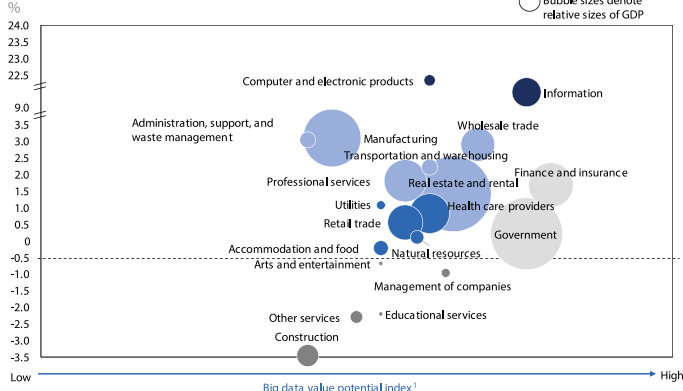 %
Bubble sizes denote
relative sizes of GDP
24.0
23.5
23.0
22.5
9.0
3.5
3.0
2.5
2.0
1.5
1.0
0.5
0
-0.5
-1.0
-1.5
-2.0
-2.5
-3.0
-3.5
Computer and electronic products
Information
Administration, support, and
waste management
Manufacturing
Wholesale trade
Transportation and warehousing
Professional services
Real estate and rental
Finance and insurance
Utilities
Health care providers
Retail trade
Government
Accommodation and food
Natural resources
Arts and entertainment
Management of companies
Other services
Educational services
Construction
Low
High
Big data value potential index¹